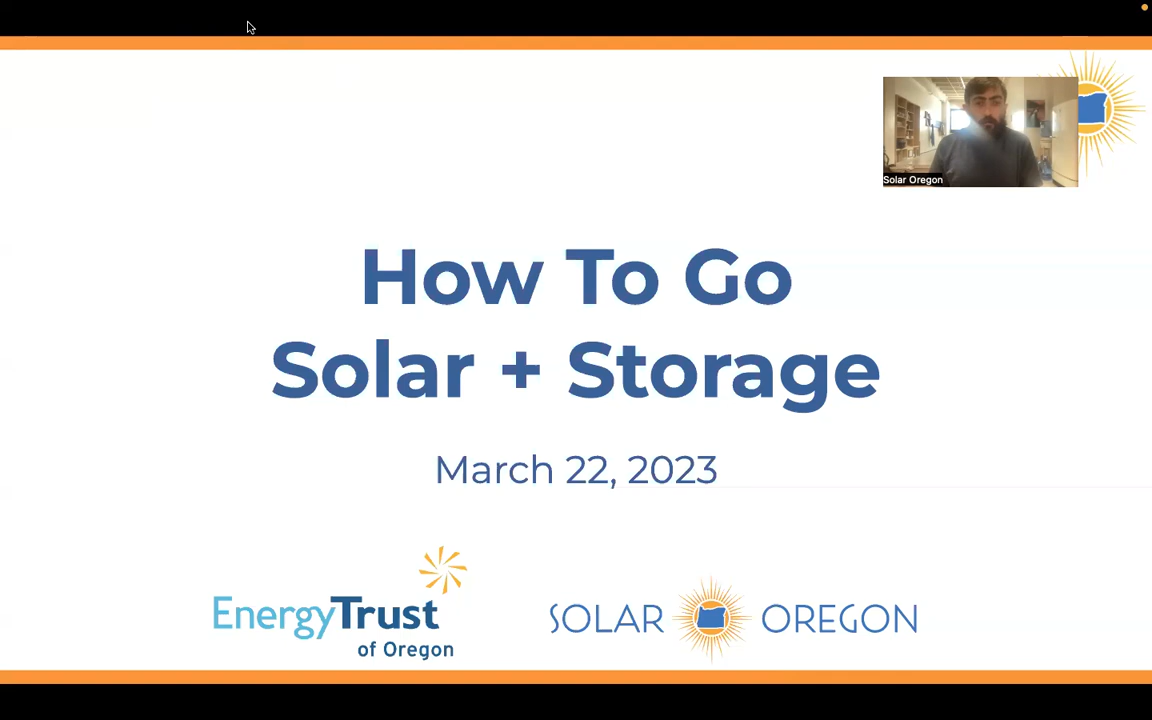 Solar Oregon
How To Go
Solar + Storage
March 22, 2023
EnergyTrust
of Oregon
SOLAR OREGON